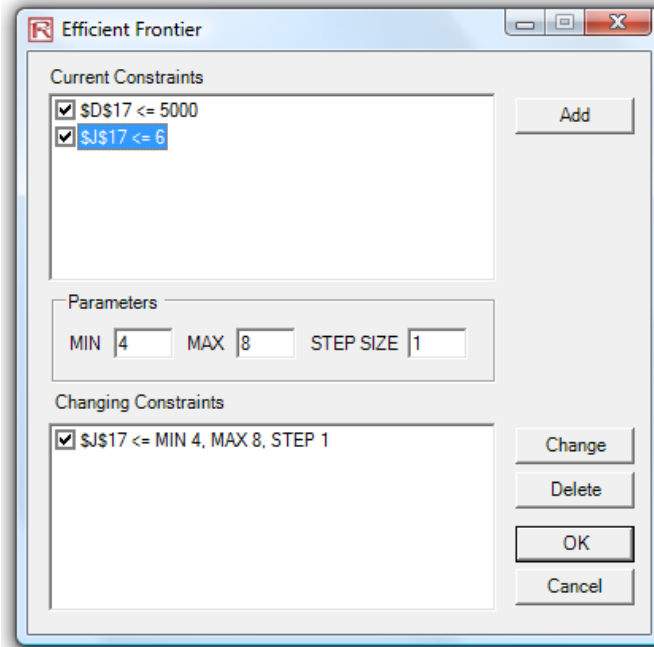 Efficient Frontier
Current Constraints
$D$17 <= 5000
$J$17 <= 6
Add
Parameters
MIN 4 MAX 8 STEP SIZE 1
Changing Constraints
$J$17 <= MIN 4, MAX 8, STEP 1
Change
Delete
OK
Cancel